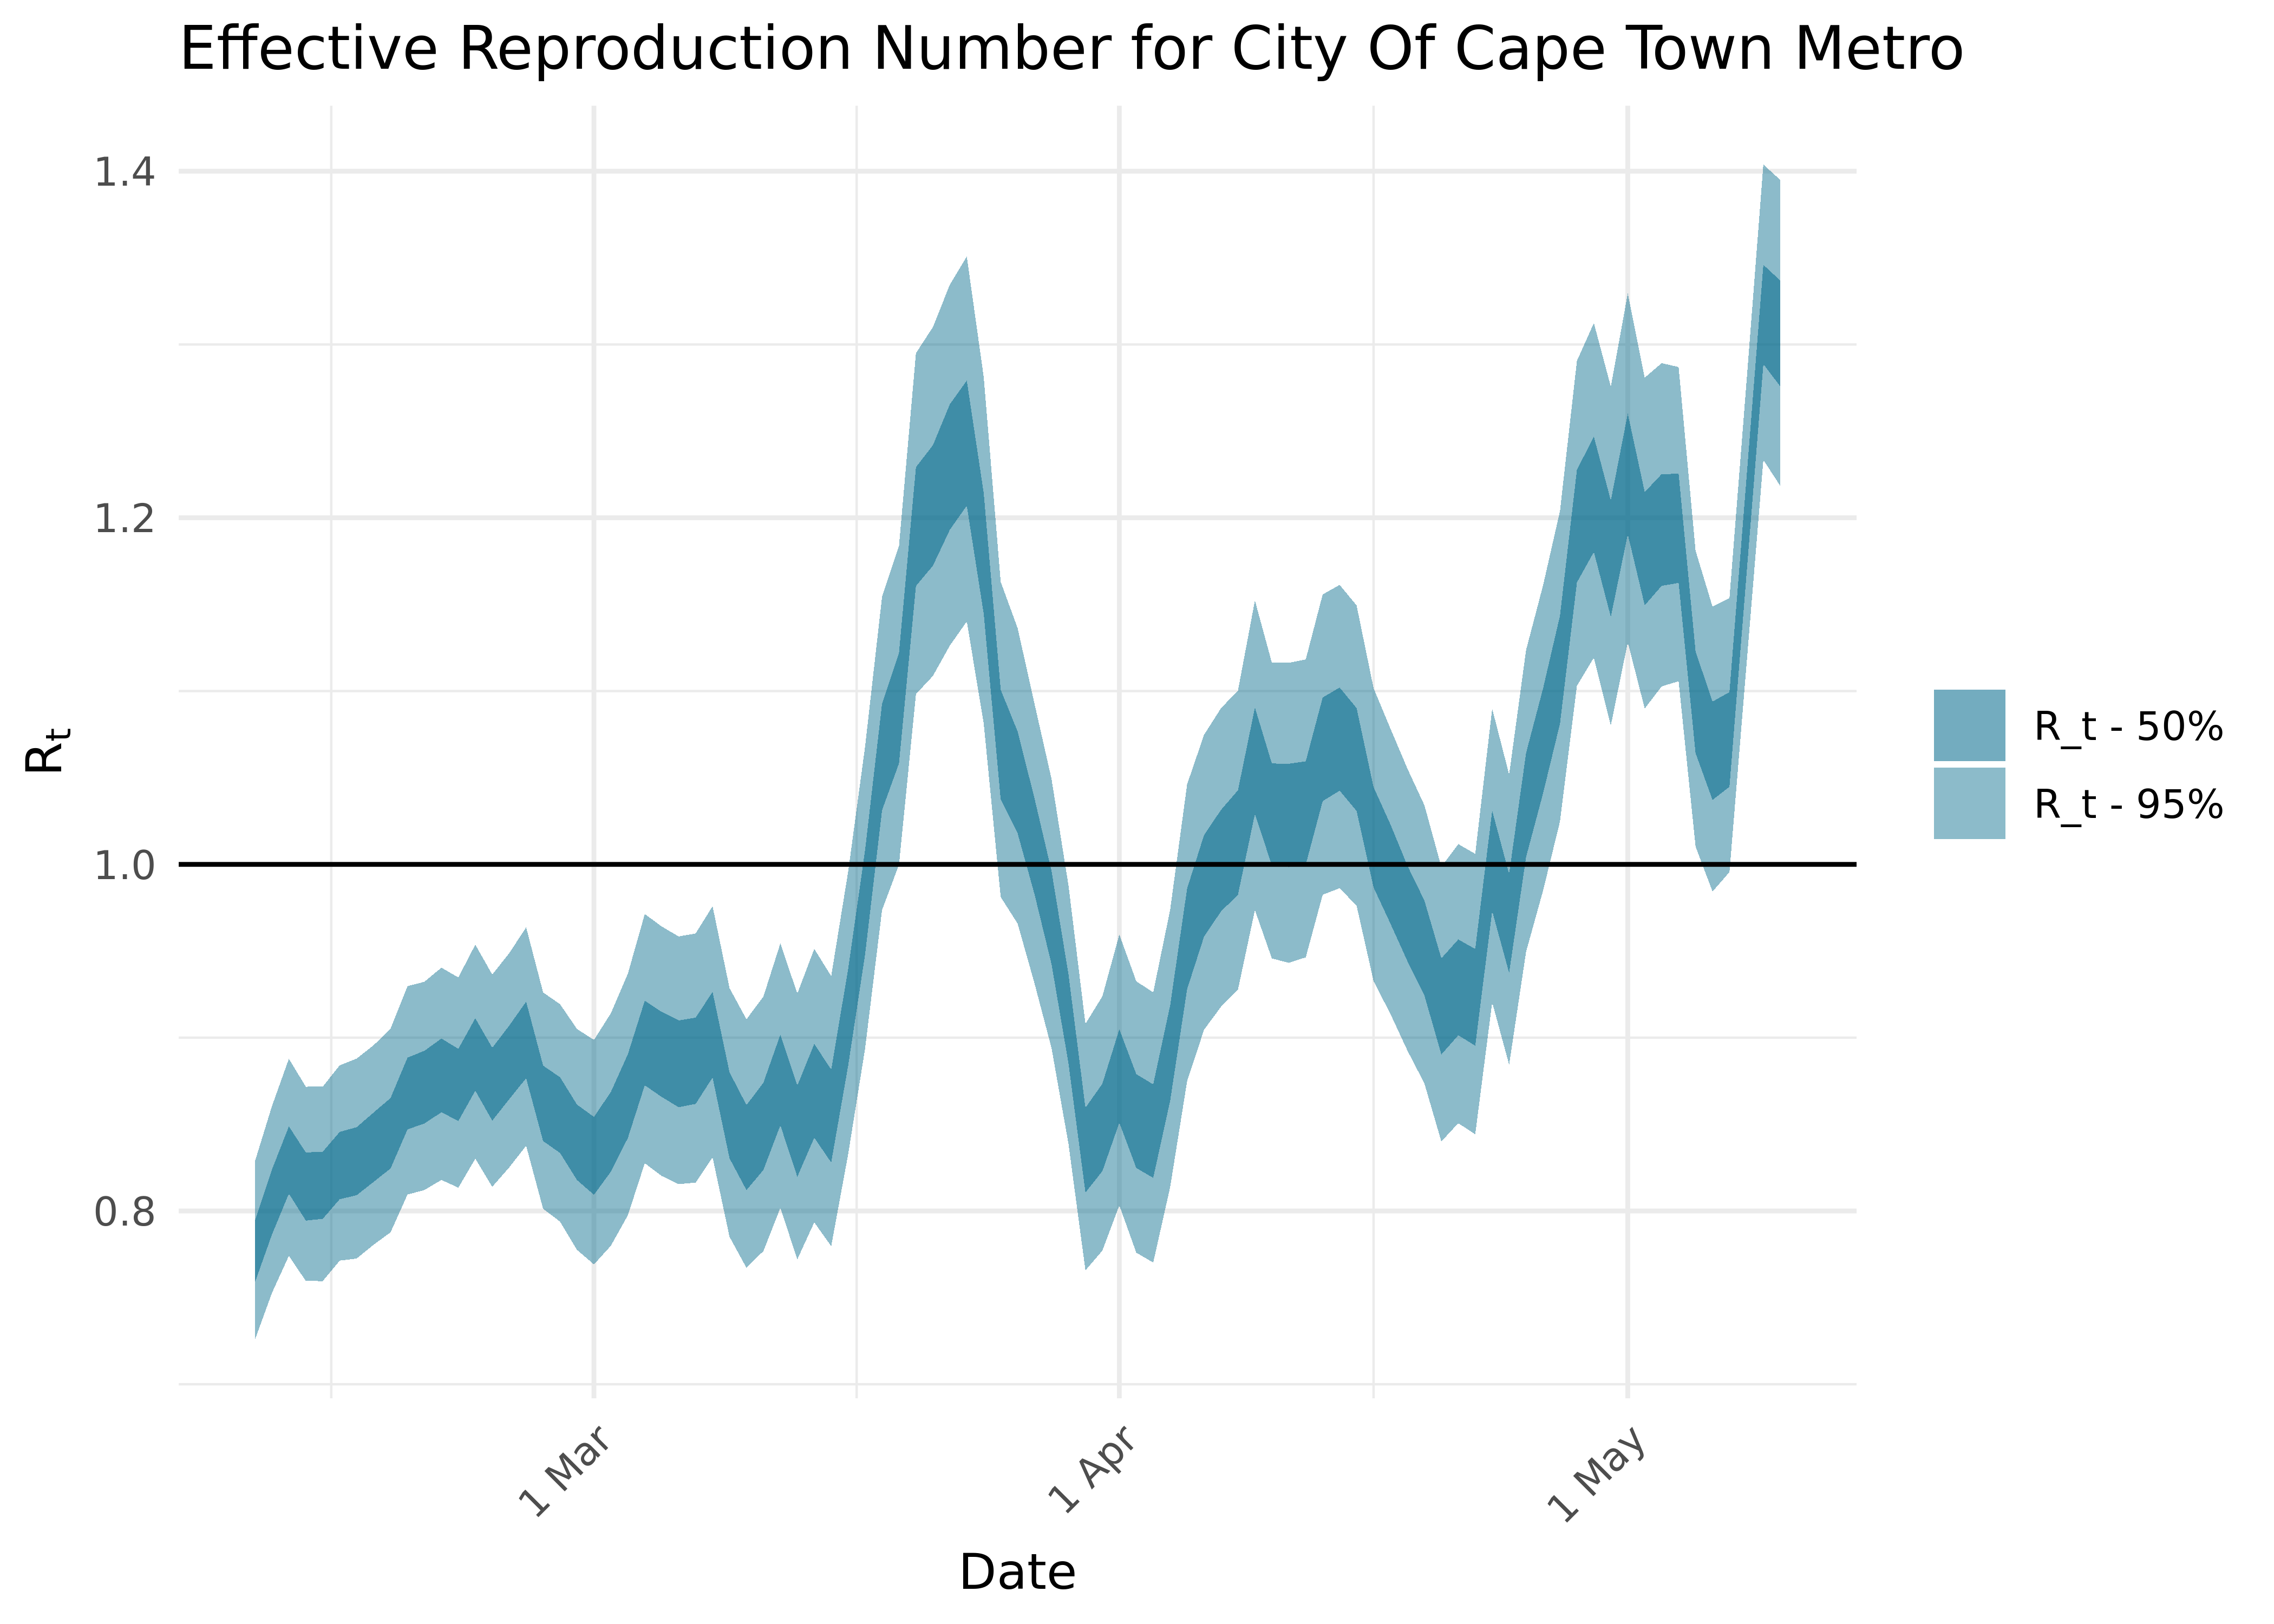 Effective Reproduction Number for City Of Cape Town Metro
1.4
1.2
1.0
0.8
Rt
R_t - 50%
R_t - 95%
1 Mar
1 Apr
1 May
Date